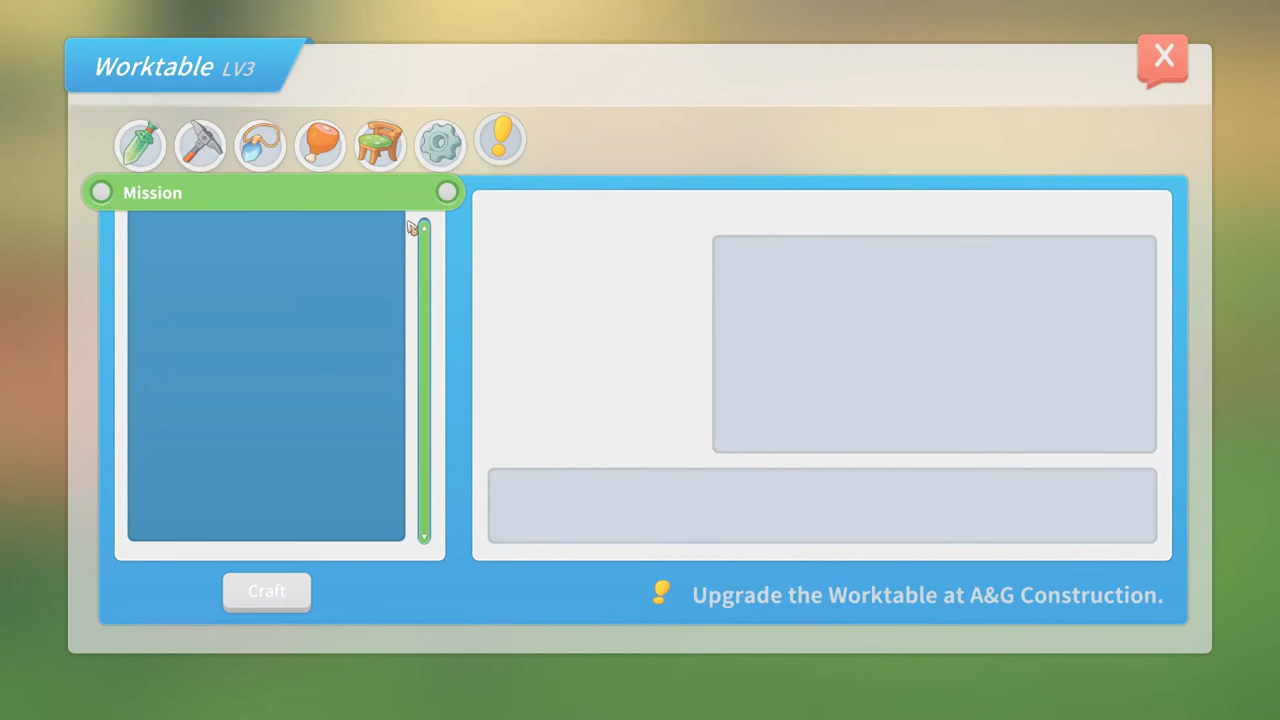 Worktable LV3
X
Mission
Craft
Upgrade the Worktable at A&G Construction.